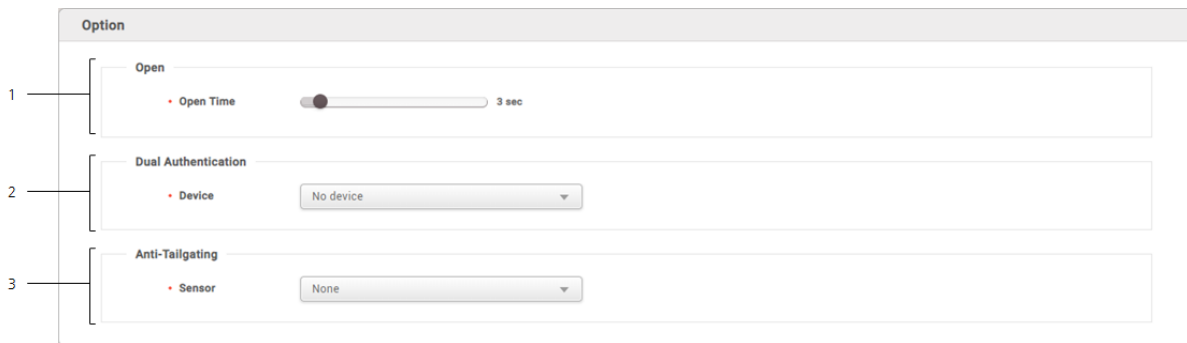 Option
1
Open
Open Time 3 sec
2
Dual Authentication
Device No device
3
Anti-Tailgating
Sensor None